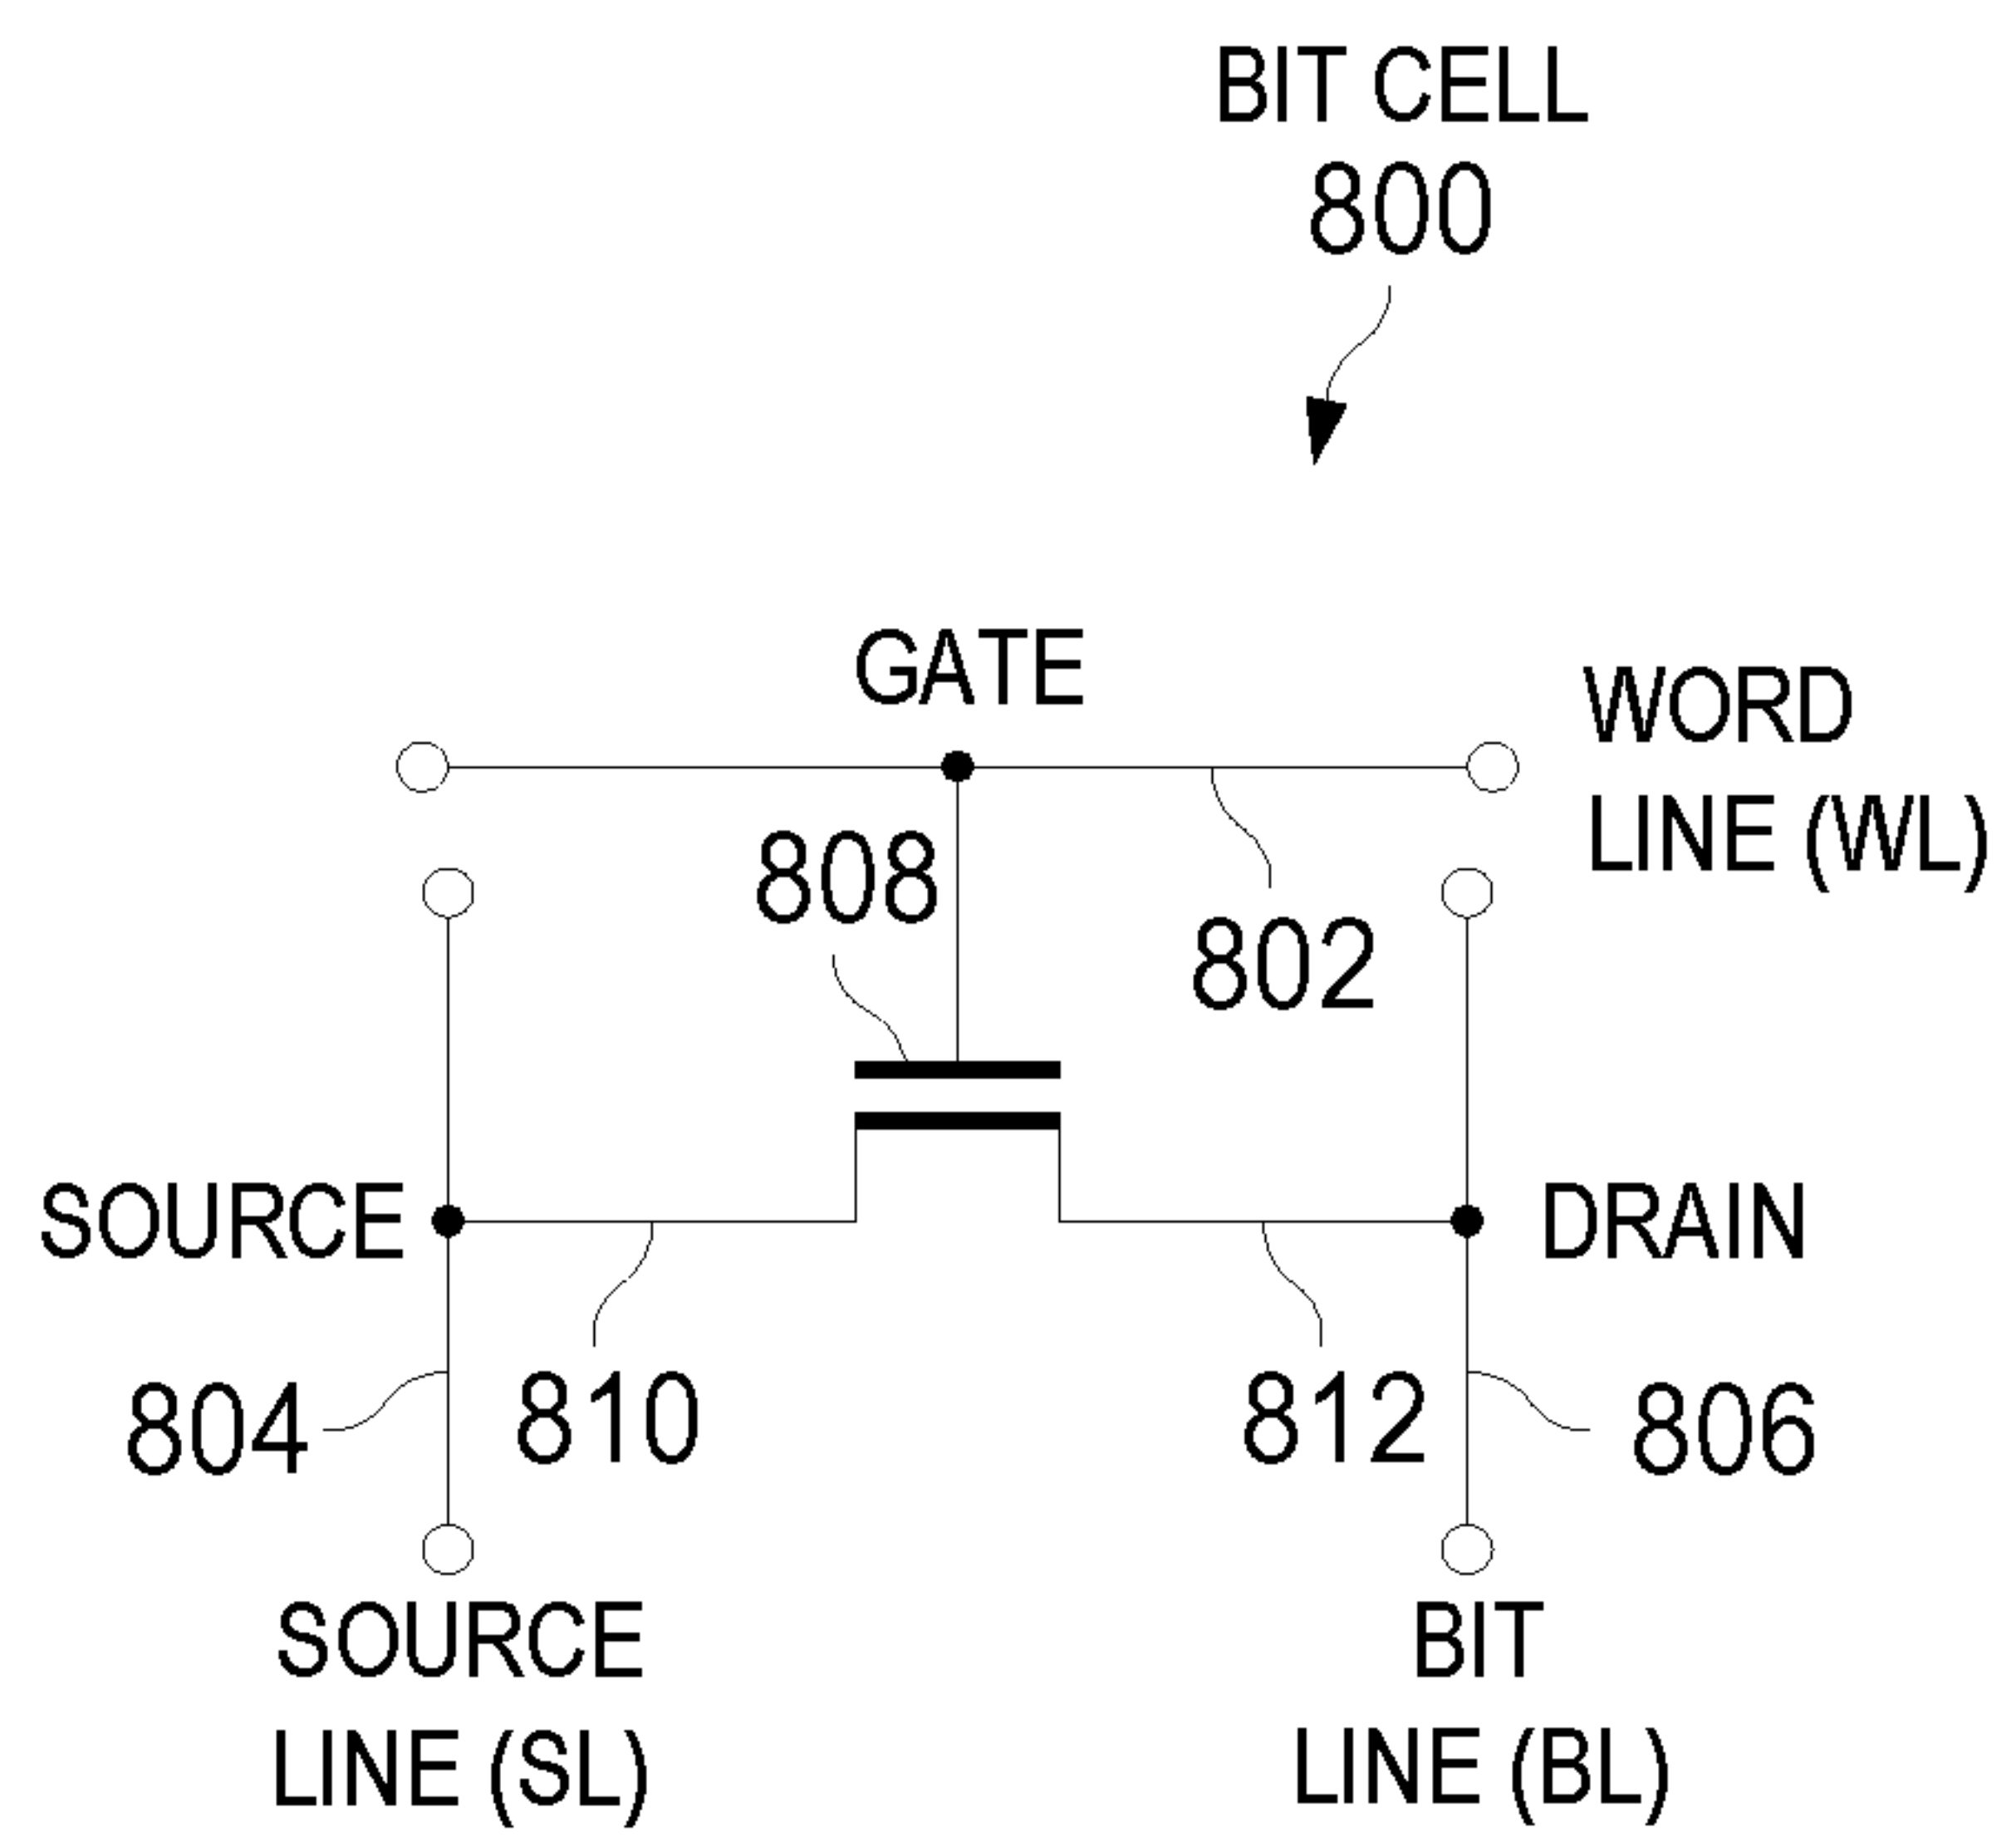 BIT CELL
800
GATE
WORD
LINE (WL)
808
802
SOURCE
DRAIN
804
810
812
806
SOURCE
LINE (SL)
BIT
LINE (BL)